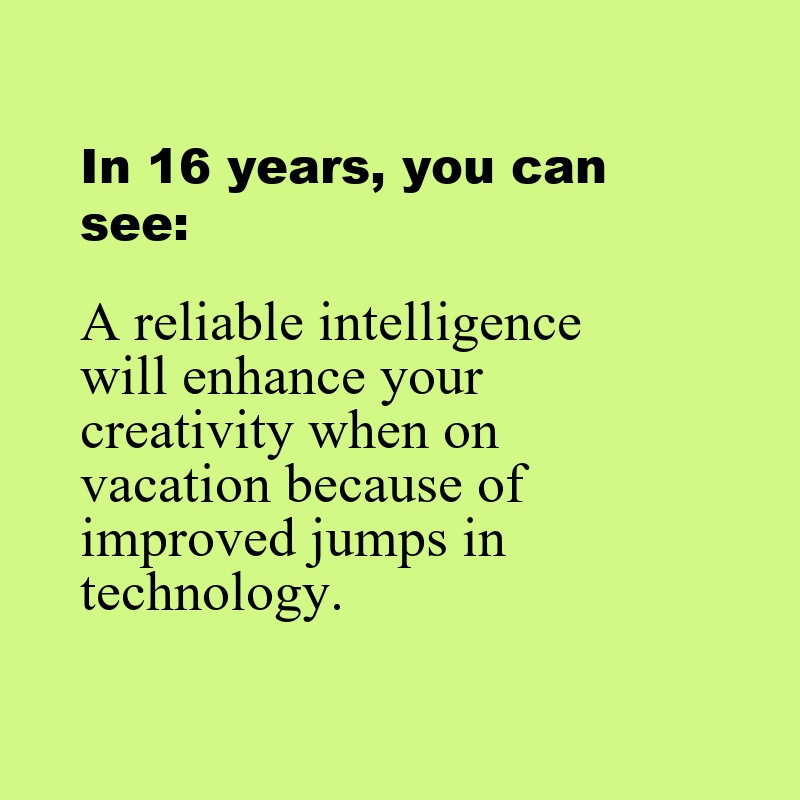 In 16 years, you can
see:
A reliable intelligence
will enhance your
creativity when on
vacation because of
improved jumps in
technology.